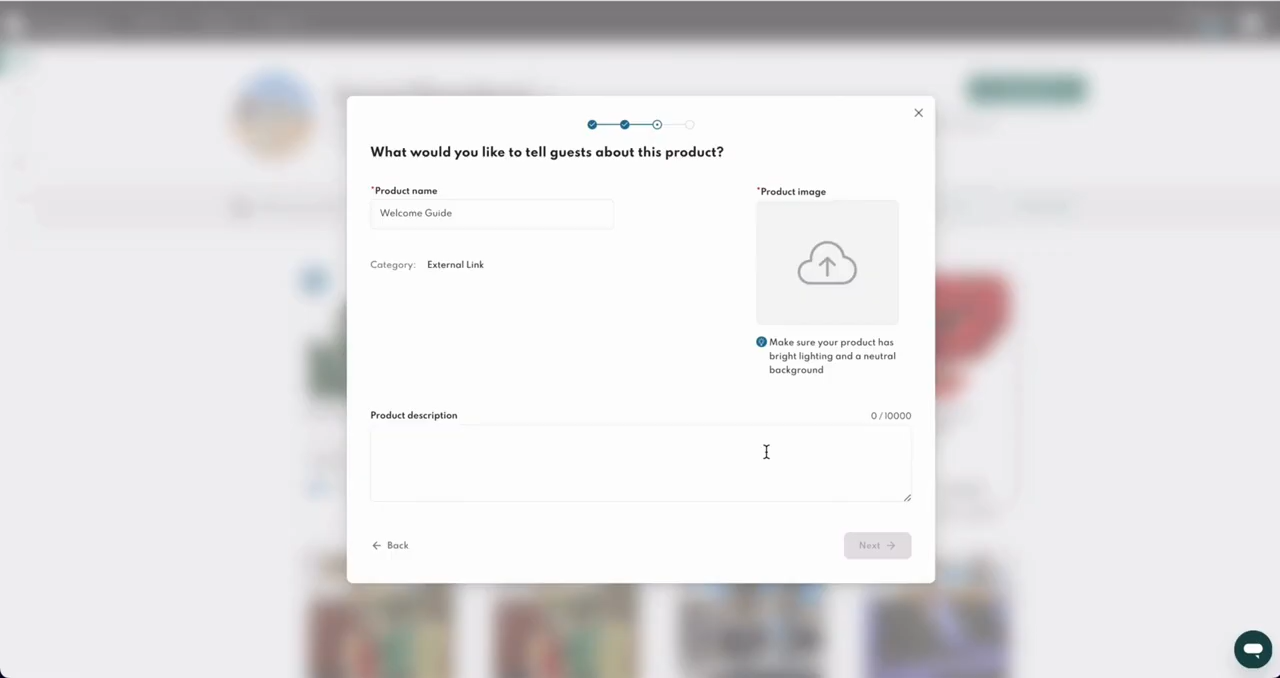 What would you like to tell guests about this product?
*Product name
*Product image
Welcome Guide
Category: External Link
Make sure your product has
bright lighting and a neutral
background
Product description
0 / 10000
← Back
Next →